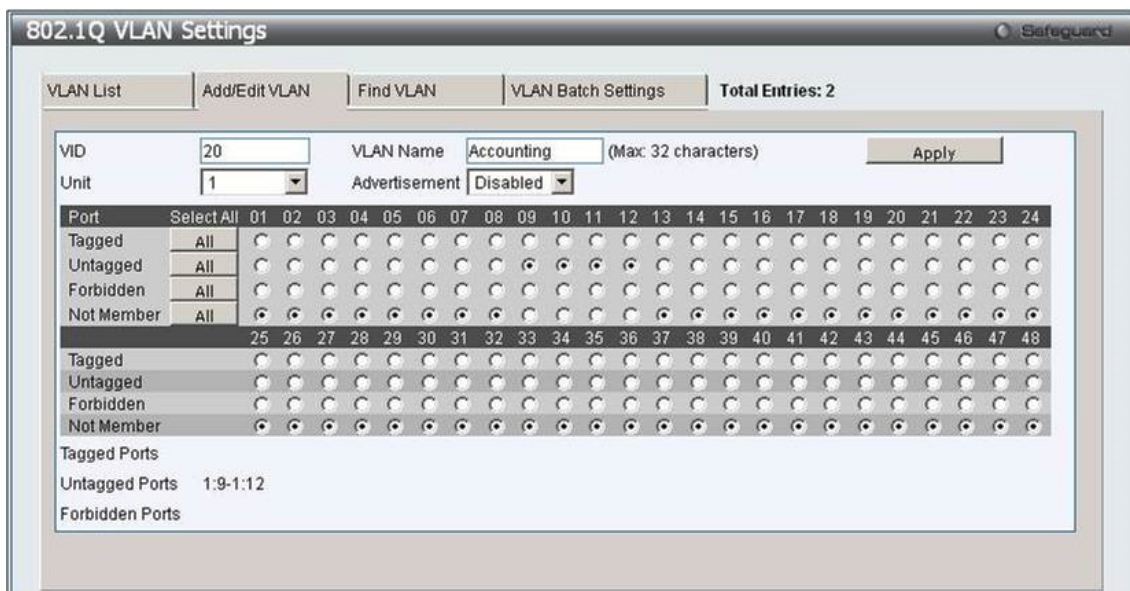 802.1Q VLAN Settings Safeguard
VLAN List Add/Edit VLAN Find VLAN VLAN Batch Settings Total Entries: 2
VID 20 VLAN Name Accounting (Max: 32 characters) Apply
Unit 1 Advertisement Disabled
Port Select All 01 02 03 04 05 06 07 08 09 10 11 12 13 14 15 16 17 18 19 20 21 22 23 24
Tagged All
Untagged All
Forbidden All
Not Member All
25 26 27 28 29 30 31 32 33 34 35 36 37 38 39 40 41 42 43 44 45 46 47 48
Tagged
Untagged
Forbidden
Not Member
Tagged Ports
Untagged Ports 1:9-1:12
Forbidden Ports